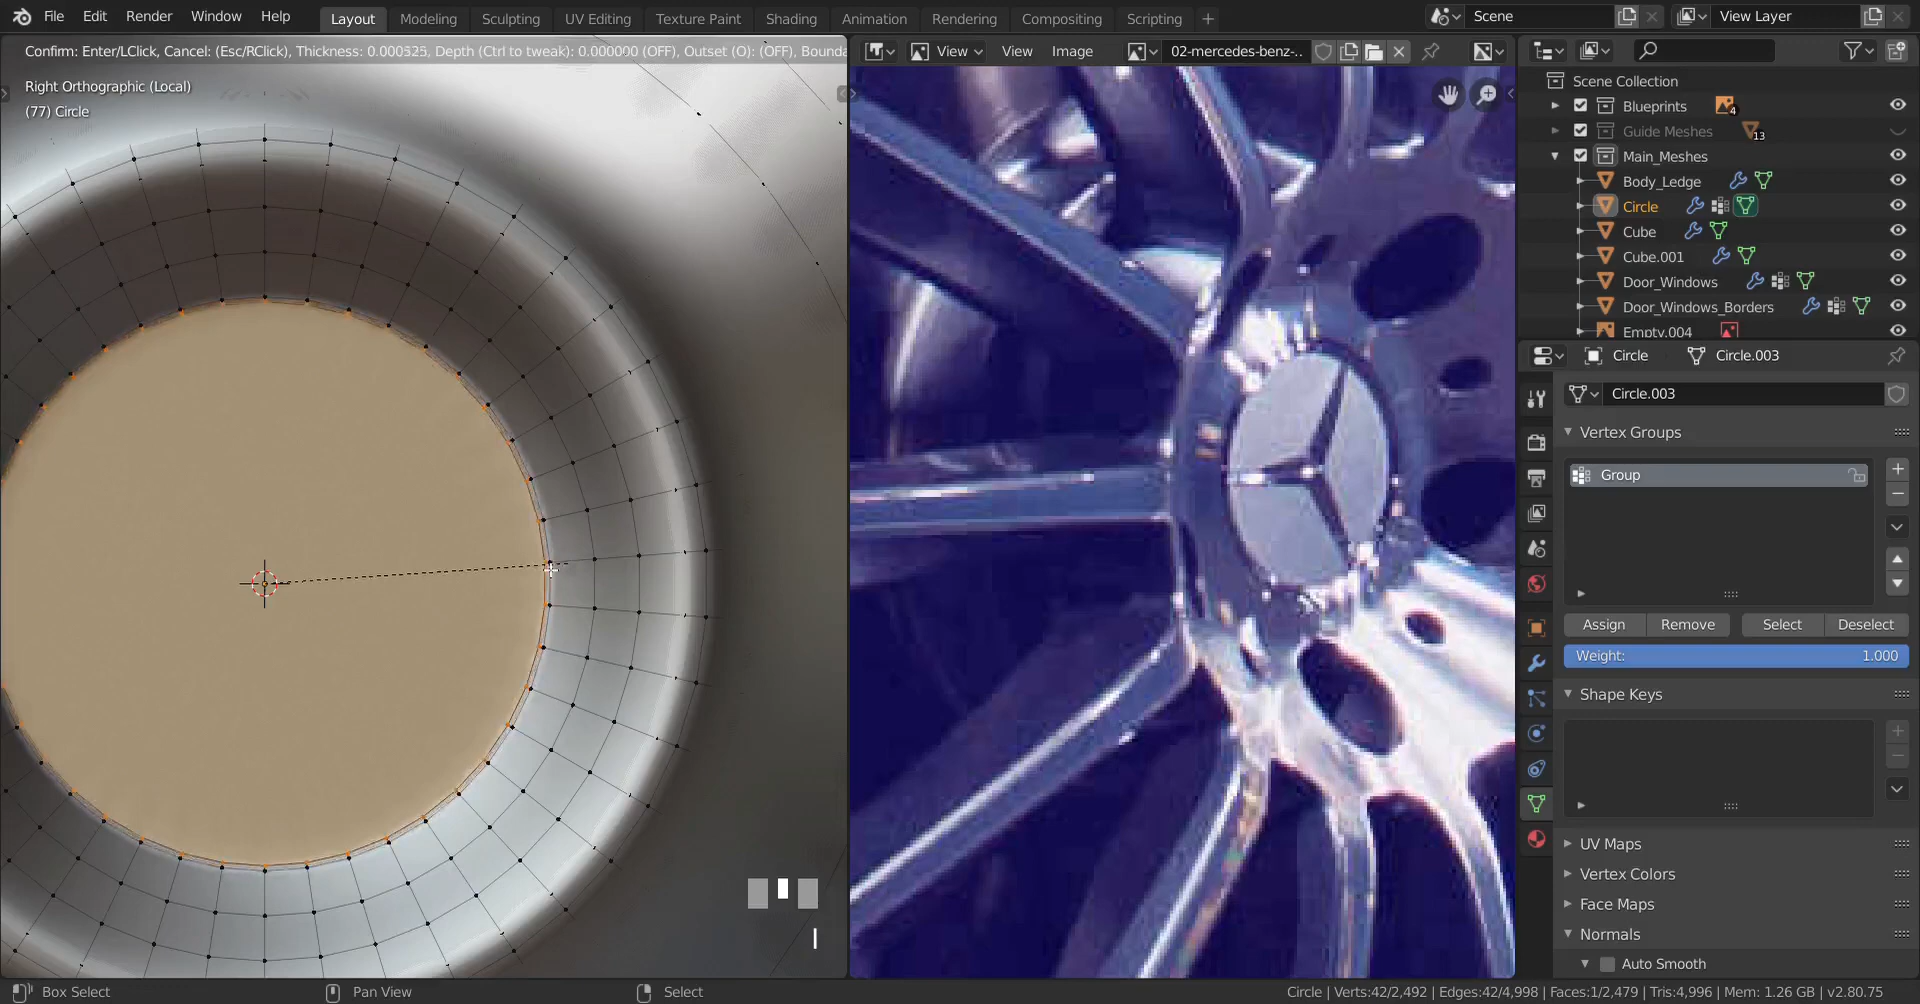 File Edit Render Window Help Layout Modeling Sculpting UV Editing Texture Paint Shading Animation Rendering Compositing Scripting + Scene View Layer
Confirm: Enter/LClick, Cancel: (Esc/RClick), Thickness: 0.000525, Depth (Ctrl to tweak): 0.000000 (OFF), Outset (O): (OFF), Bounda
View View Image 02-mercedes-benz-..
Right Orthographic (Local)
(77) Circle
Scene Collection
Blueprints 4
Guide Meshes 13
Main_Meshes
Body_Ledge
Circle
Cube
Cube.001
Door_Windows
Door_Windows_Borders
Empty.004
Circle Circle.003
Circle.003
Vertex Groups
Group
Assign Remove Select Deselect
Weight: 1.000
Shape Keys
UV Maps
Vertex Colors
Face Maps
Normals
Auto Smooth
I
Box Select Pan View Select Circle | Verts:42/2,492 | Edges:42/4,998 | Faces:1/2,479 | Tris:4,996 | Mem: 1.26 GB | v2.80.75